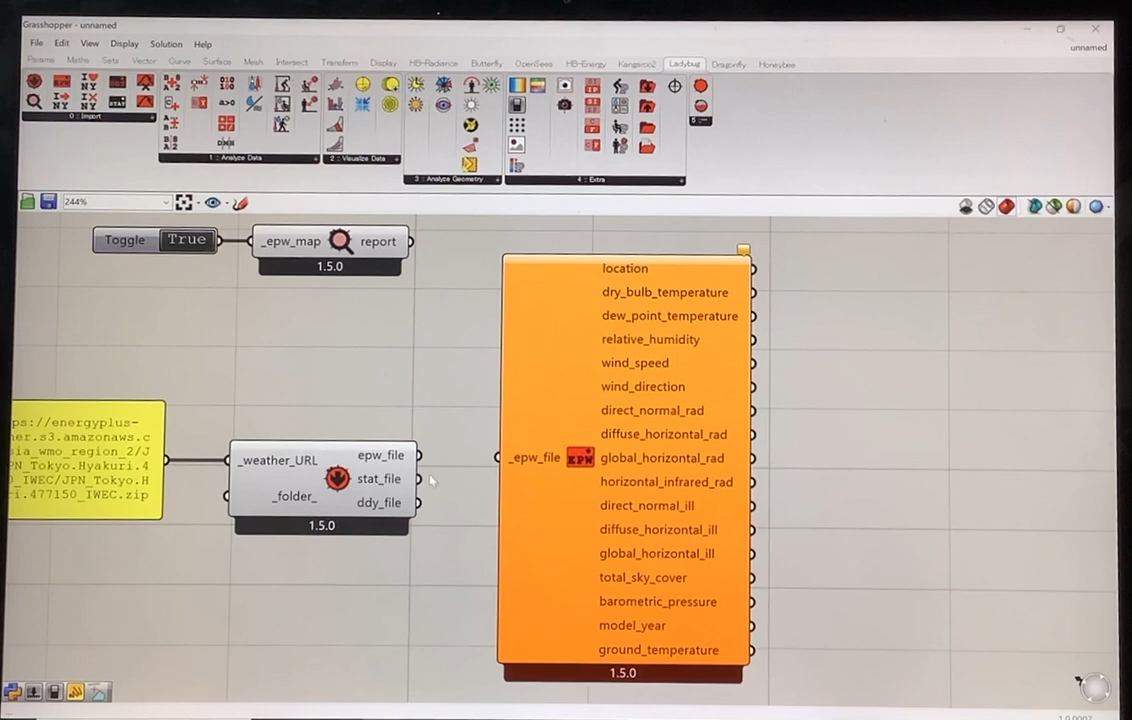 Grasshopper - unnamed
File Edit View Display Solution Help
unnamed
Params Maths Sets Vector Curve Surface Mesh Intersect Transform Display HB-Radiance Butterfly OpenSees HB-Energy Kangaroo2 Ladybug Dragonfly Honeybee
0 :: Import
1 :: Analyze Data
2 :: Visualize Data
3 :: Analyze Geometry
4 :: Extra
244%
Toggle True
_epw_map report
1.5.0
ps://energyplus-
her.s3.amazonaws.c
sia_wmo_region_2/J
PN_Tokyo.Hyakuri.4
_IWEC/JPN_Tokyo.H
ri.477150_IWEC.zip
_weather_URL
_folder_
epw_file
stat_file
ddy_file
1.5.0
_epw_file
EPW
location
dry_bulb_temperature
dew_point_temperature
relative_humidity
wind_speed
wind_direction
direct_normal_rad
diffuse_horizontal_rad
global_horizontal_rad
horizontal_infrared_rad
direct_normal_ill
diffuse_horizontal_ill
global_horizontal_ill
total_sky_cover
barometric_pressure
model_year
ground_temperature
1.5.0
1.0.0007